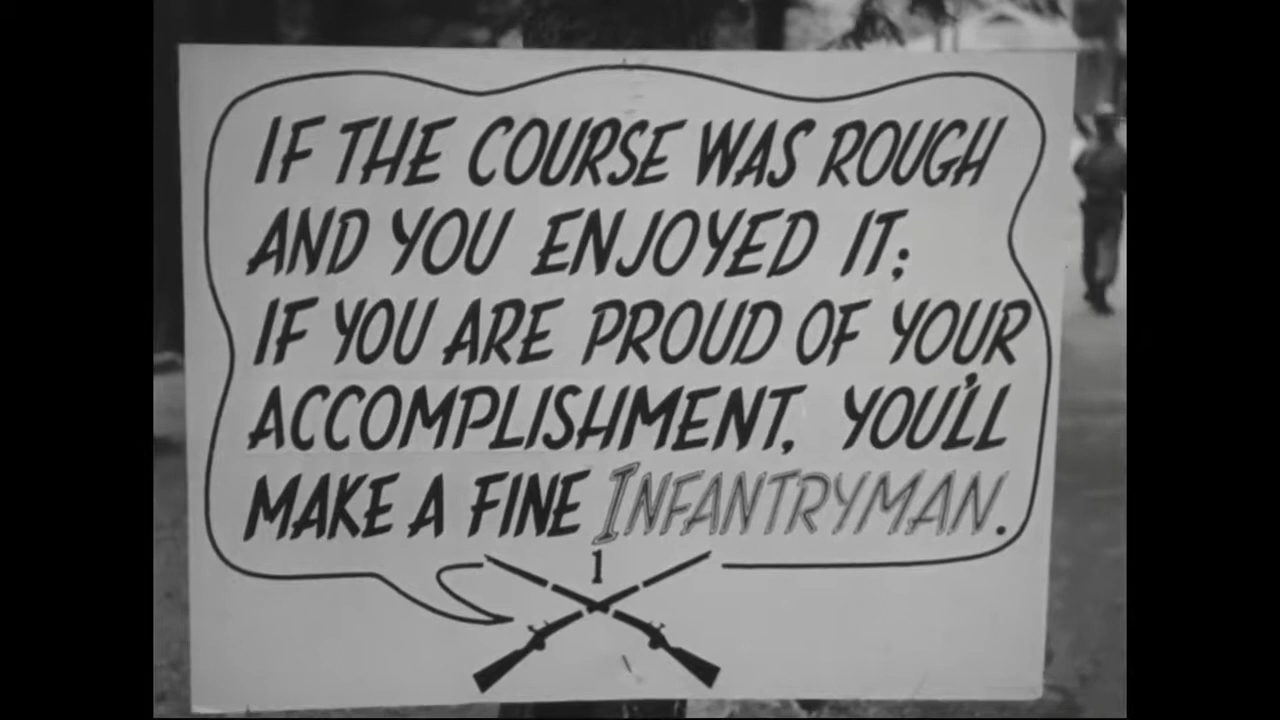 IF THE COURSE WAS ROUGH
AND YOU ENJOYED IT;
IF YOU ARE PROUD OF YOUR
ACCOMPLISHMENT, YOU'LL
MAKE A FINE INFANTRYMAN.
1